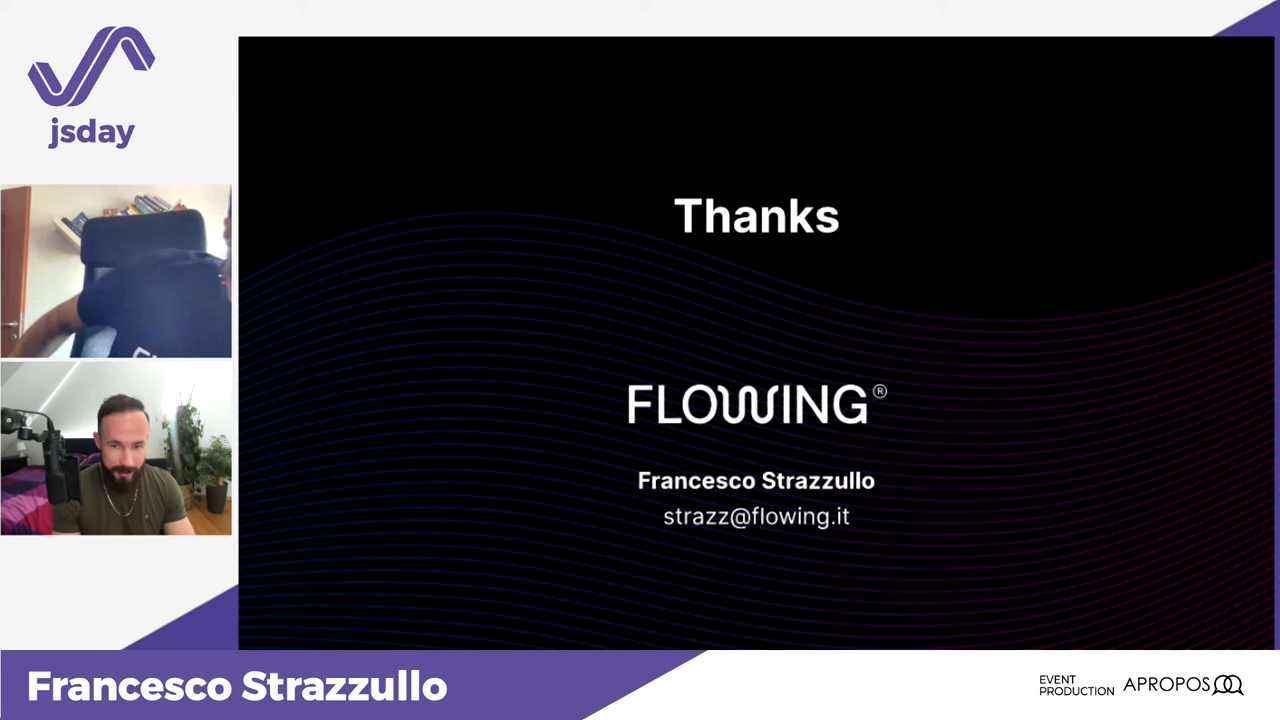 jsday
Thanks
FLOWING®
Francesco Strazzullo
strazz@flowing.it
Francesco Strazzullo
EVENT
PRODUCTION
APROPOS